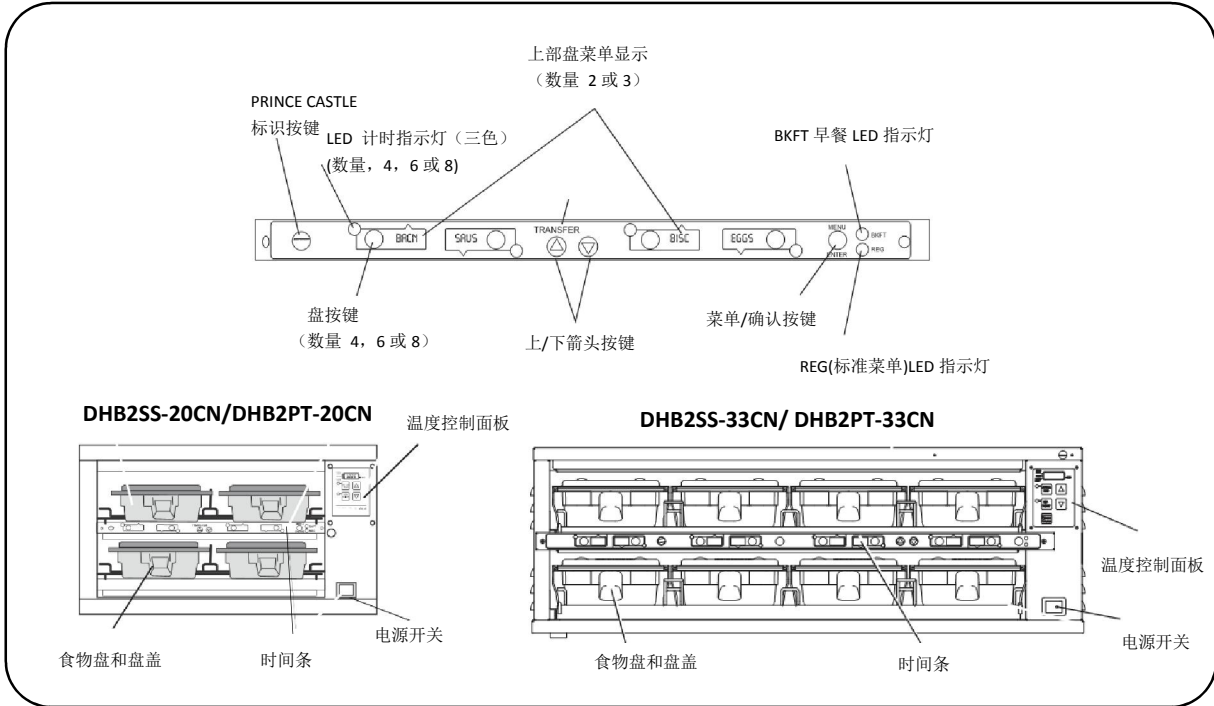 上部盘菜单显示
（数量 2 或 3）
PRINCE CASTLE
标识按键
LED 计时指示灯（三色）
(数量，4，6 或 8)
BKFT 早餐 LED 指示灯
BACN
SAUS
TRANSFER
BISC
EGGS
MENU
ENTER
BKFT
REG
盘按键
（数量 4，6 或 8）
上/下箭头按键
菜单/确认按键
REG(标准菜单)LED 指示灯
DHB2SS-20CN/DHB2PT-20CN
温度控制面板
电源开关
食物盘和盘盖
时间条
DHB2SS-33CN/ DHB2PT-33CN
温度控制面板
电源开关
食物盘和盘盖
时间条